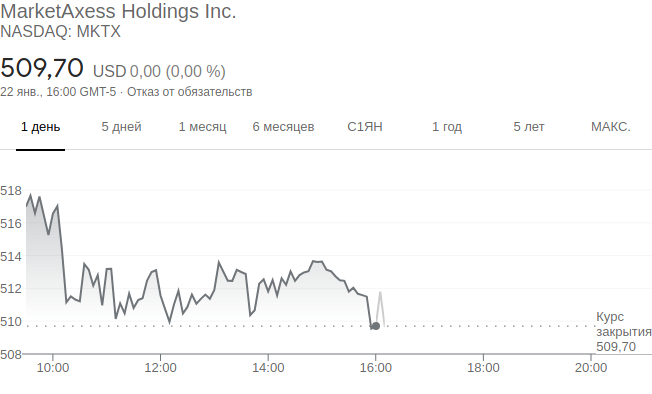 MarketAxess Holdings Inc.
NASDAQ: MKTX
509,70 USD 0,00 (0,00 %)
22 янв., 16:00 GMT-5 · Отказ от обязательств
1 день 5 дней 1 месяц 6 месяцев С1ЯН 1 год 5 лет МАКС.
518
516
514
512
510
508
Курс
закрытия
509,70
10:00 12:00 14:00 16:00 18:00 20:00